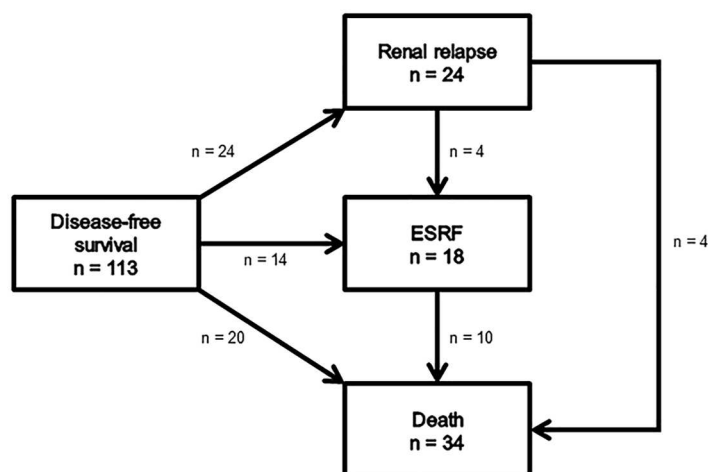 Renal relapse
n = 24
n = 24
n = 4
Disease-free
survival
n = 113
n = 14
ESRF
n = 18
n = 4
n = 20
n = 10
Death
n = 34